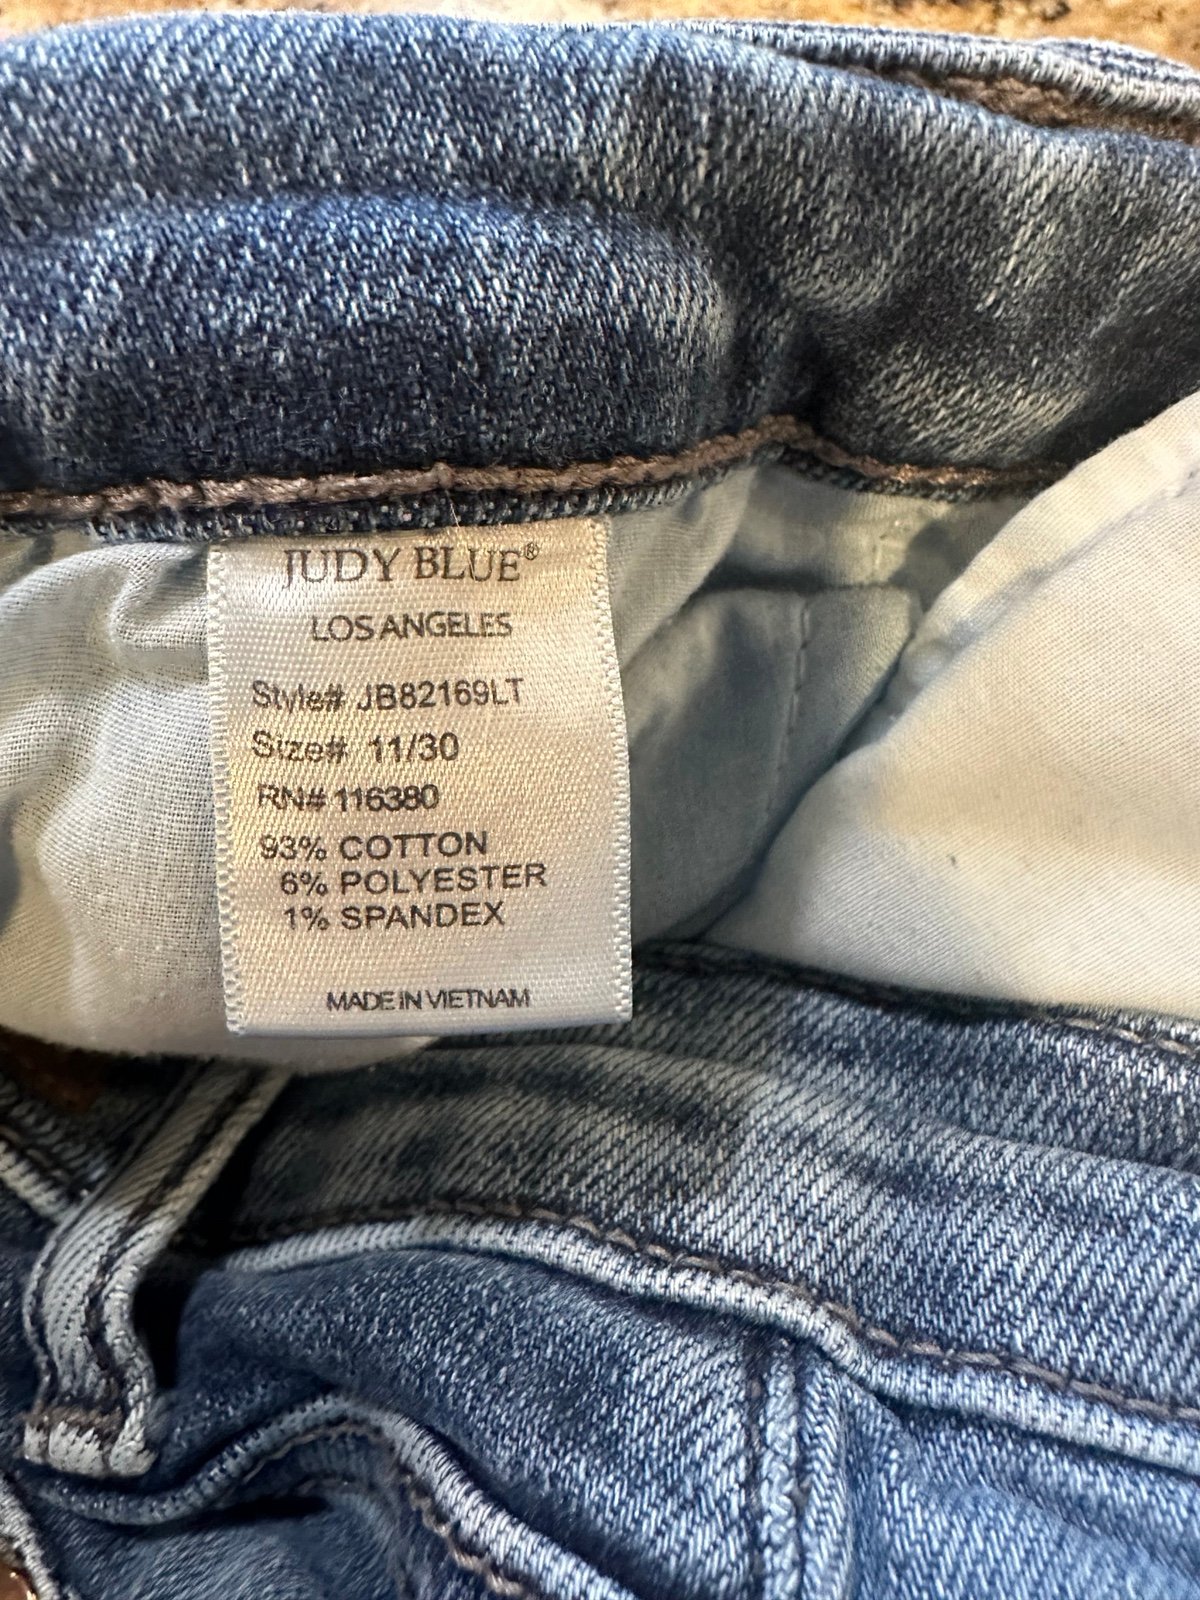 JUDY BLUE®
LOS ANGELES
Style# JB82169LT
Size# 11/30
RN# 116380
93% COTTON
6% POLYESTER
1% SPANDEX
MADE IN VIETNAM